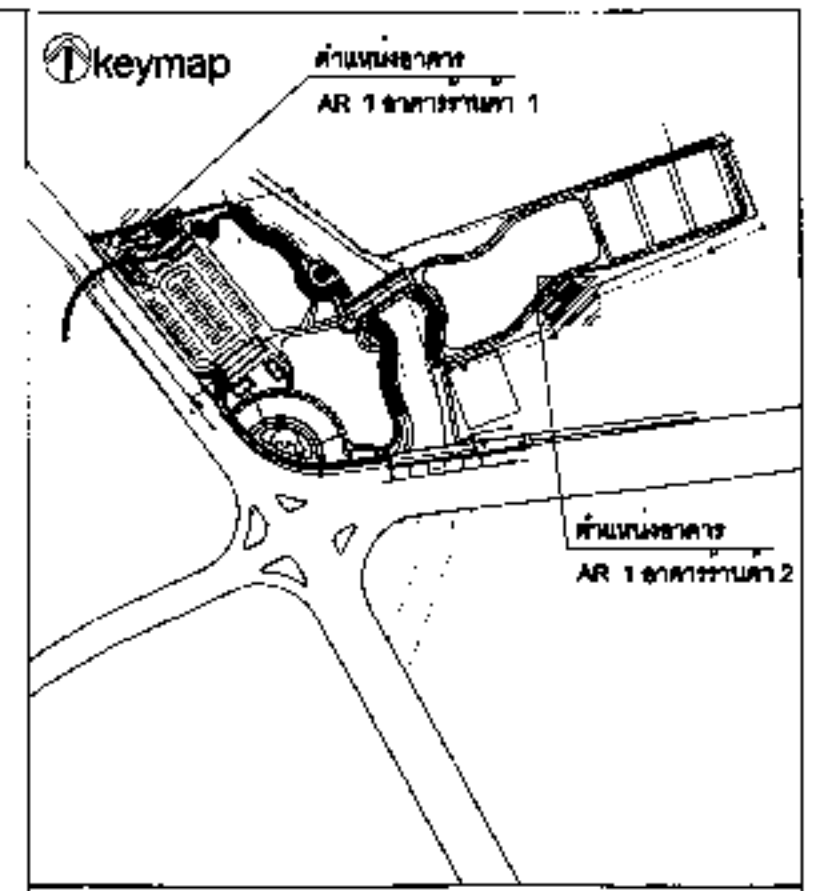 keymap
ตำแหน่งอาคาร
AR 1 อาคารร้านค้า 1
ตำแหน่งอาคาร
AR 1 อาคารร้านค้า 2